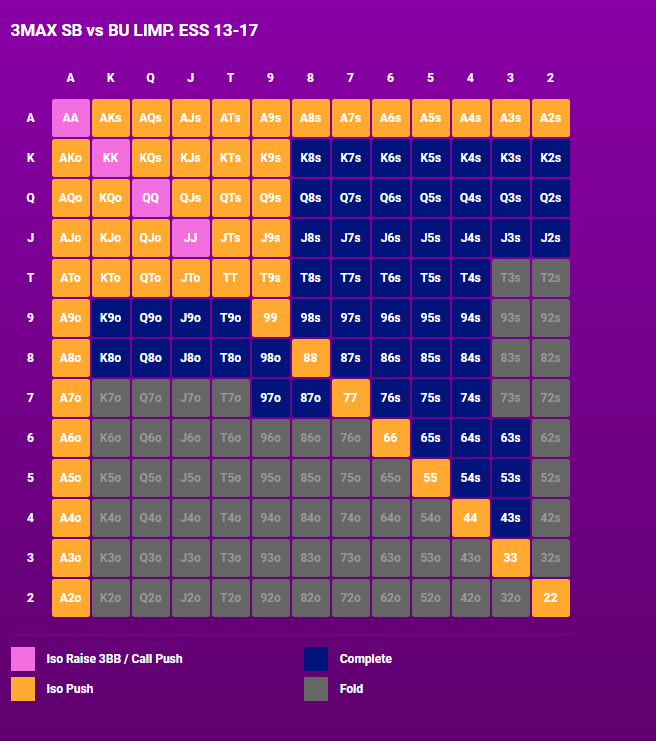 3MAX SB vs BU LIMP. ESS 13-17
A K Q J T 9 8 7 6 5 4 3 2
A AA AKs AQs AJs ATs A9s A8s A7s A6s A5s A4s A3s A2s
K AKo KK KQs KJs KTs K9s K8s K7s K6s K5s K4s K3s K2s
Q AQo KQo QQ QJs QTs Q9s Q8s Q7s Q6s Q5s Q4s Q3s Q2s
J AJo KJo QJo JJ JTs J9s J8s J7s J6s J5s J4s J3s J2s
T ATo KTo QTo JTo TT T9s T8s T7s T6s T5s T4s T3s T2s
9 A9o K9o Q9o J9o T9o 99 98s 97s 96s 95s 94s 93s 92s
8 A8o K8o Q8o J8o T8o 98o 88 87s 86s 85s 84s 83s 82s
7 A7o K7o Q7o J7o T7o 97o 87o 77 76s 75s 74s 73s 72s
6 A6o K6o Q6o J6o T6o 96o 86o 76o 66 65s 64s 63s 62s
5 A5o K5o Q5o J5o T5o 95o 85o 75o 65o 55 54s 53s 52s
4 A4o K4o Q4o J4o T4o 94o 84o 74o 64o 54o 44 43s 42s
3 A3o K3o Q3o J3o T3o 93o 83o 73o 63o 53o 43o 33 32s
2 A2o K2o Q2o J2o T2o 92o 82o 72o 62o 52o 42o 32o 22
Iso Raise 3BB / Call Push Complete
Iso Push Fold